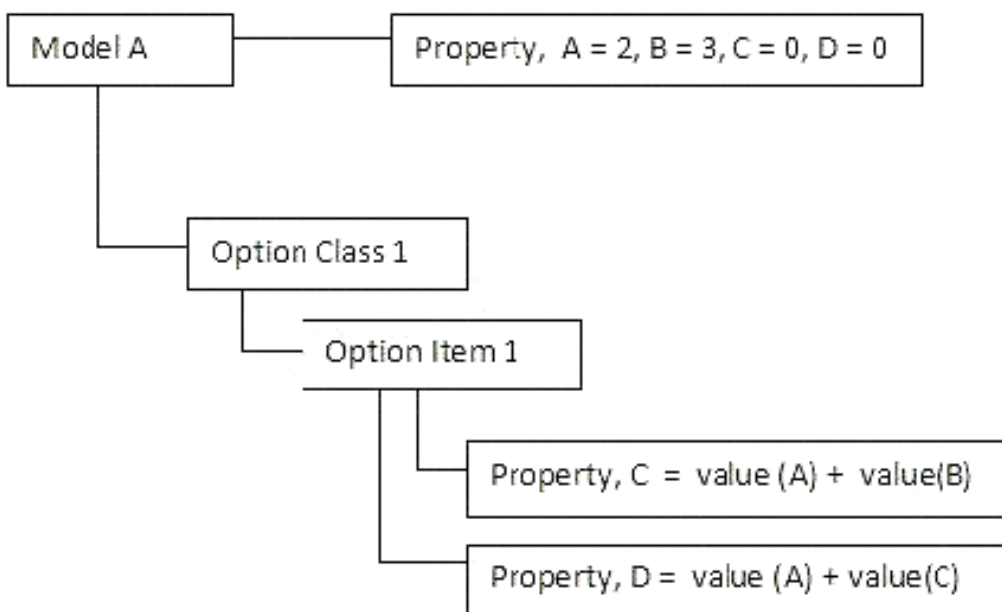 Model A
Property, A = 2, B = 3, C = 0, D = 0
Option Class 1
Option Item 1
Property, C = value (A) + value(B)
Property, D = value (A) + value(C)